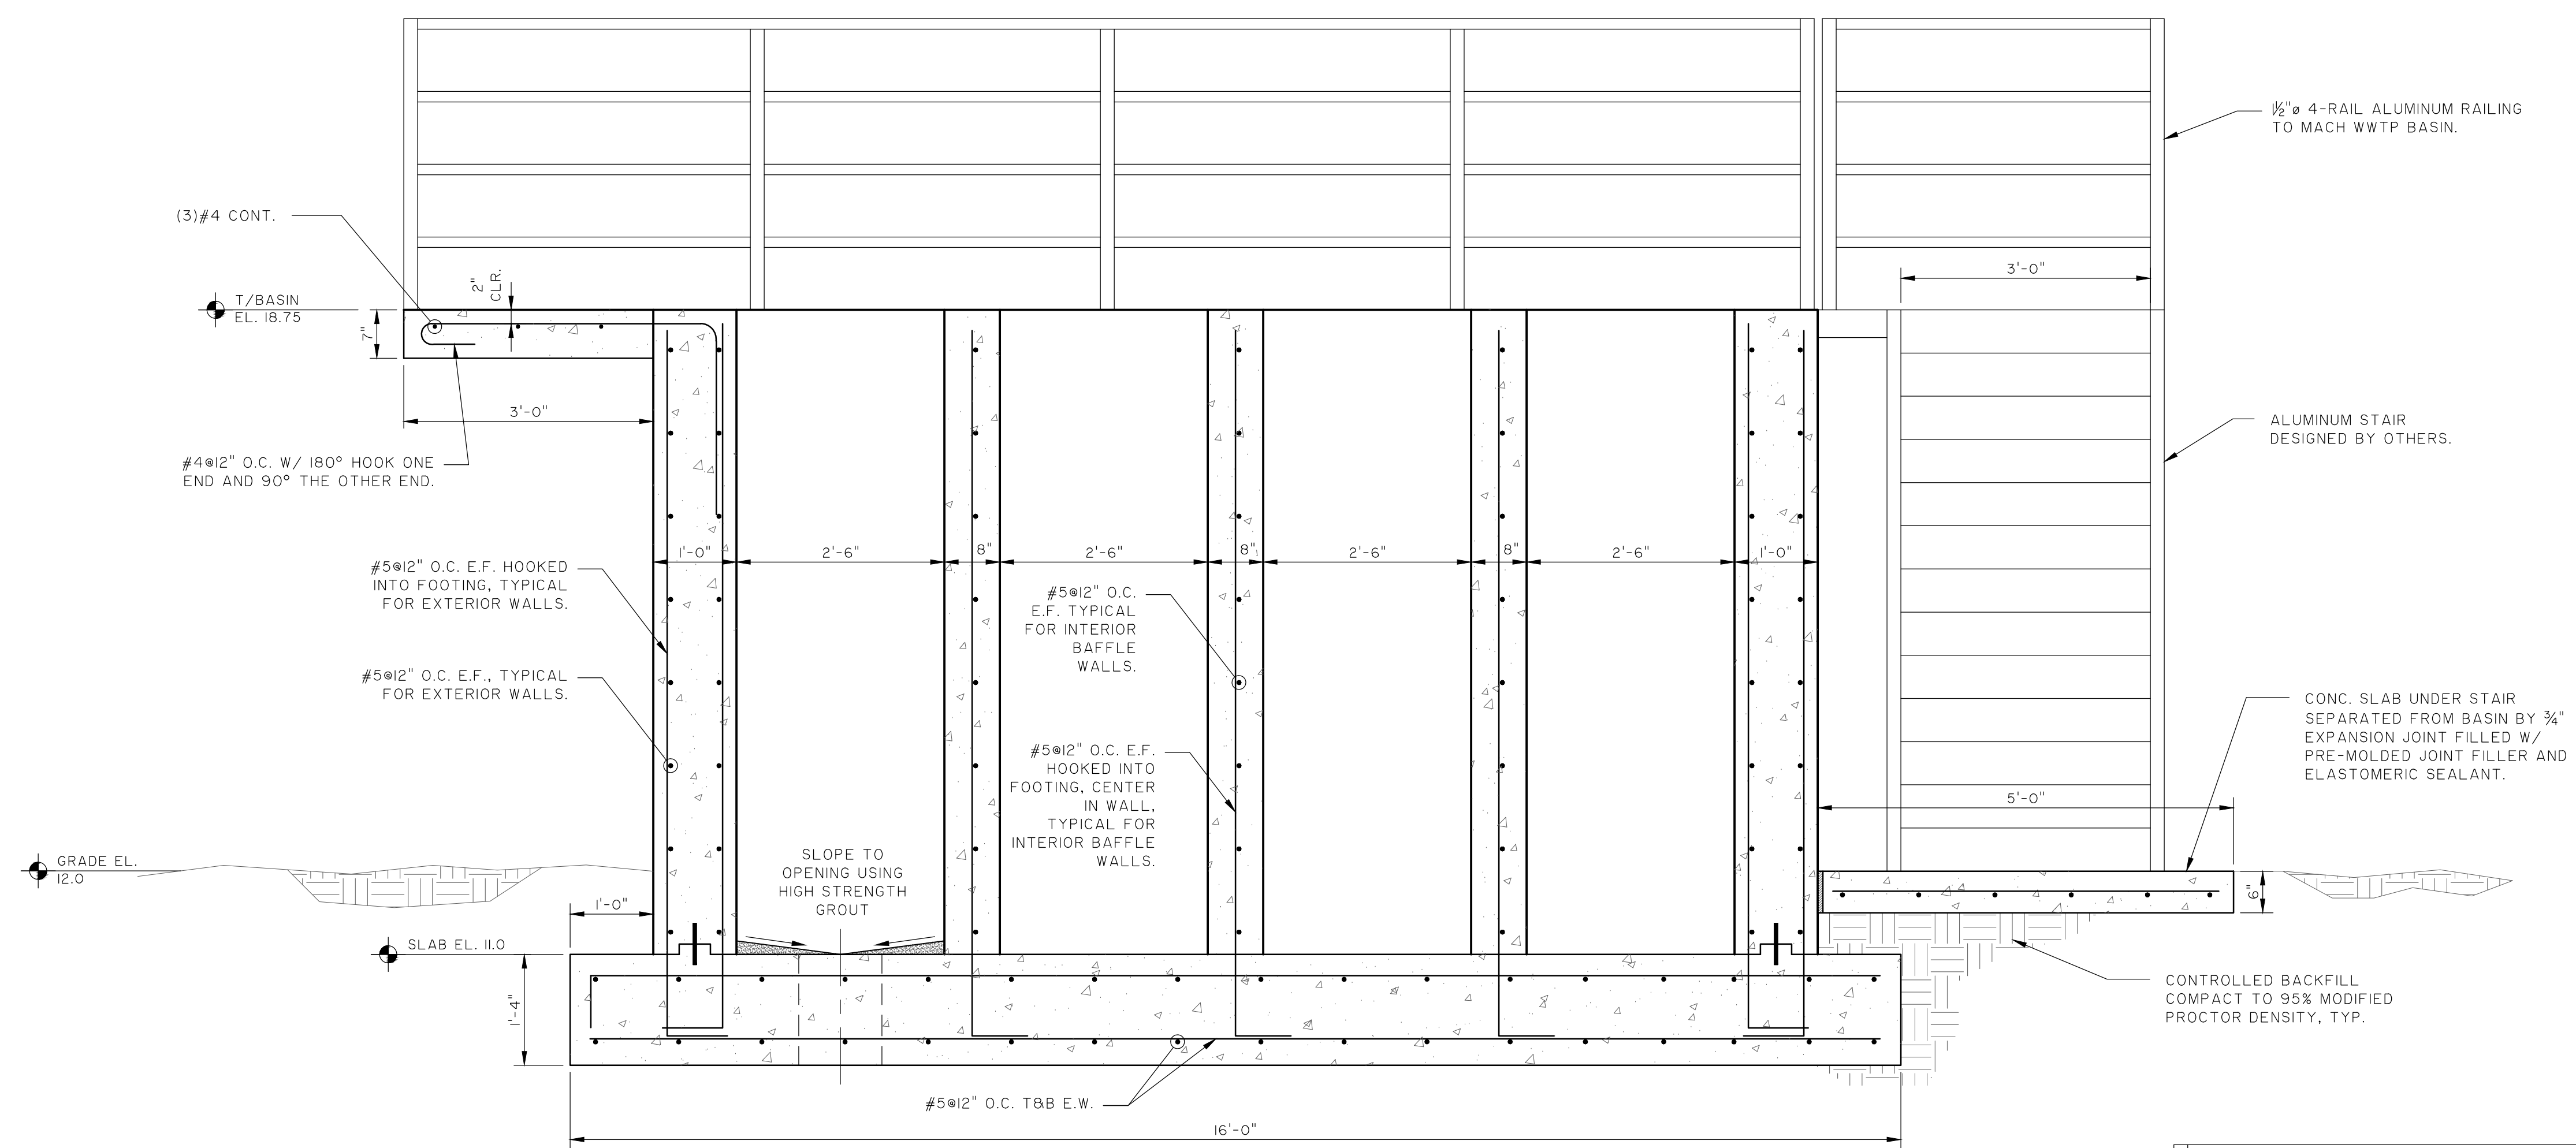 1½"ø 4-RAIL ALUMINUM RAILING
TO MACH WWTP BASIN.
(3)#4 CONT.
2"
CLR.
3'-0"
T/BASIN
EL. 18.75
7"
3'-0"
#4@12" O.C. W/ 180° HOOK ONE
END AND 90° THE OTHER END.
ALUMINUM STAIR
DESIGNED BY OTHERS.
1'-0"
2'-6"
8"
2'-6"
8"
2'-6"
8"
2'-6"
1'-0"
#5@12" O.C. E.F. HOOKED
INTO FOOTING, TYPICAL
FOR EXTERIOR WALLS.
#5@12" O.C.
E.F. TYPICAL
FOR INTERIOR
BAFFLE
WALLS.
#5@12" O.C. E.F., TYPICAL
FOR EXTERIOR WALLS.
#5@12" O.C. E.F.
HOOKED INTO
FOOTING, CENTER
IN WALL,
TYPICAL FOR
INTERIOR BAFFLE
WALLS.
CONC. SLAB UNDER STAIR
SEPARATED FROM BASIN BY ¾"
EXPANSION JOINT FILLED W/
PRE-MOLDED JOINT FILLER AND
ELASTOMERIC SEALANT.
5'-0"
GRADE EL.
12.0
SLOPE TO
OPENING USING
HIGH STRENGTH
GROUT
1'-0"
6"
SLAB EL. 11.0
1'-4"
CONTROLLED BACKFILL
COMPACT TO 95% MODIFIED
PROCTOR DENSITY, TYP.
#5@12" O.C. T&B E.W.
16'-0"